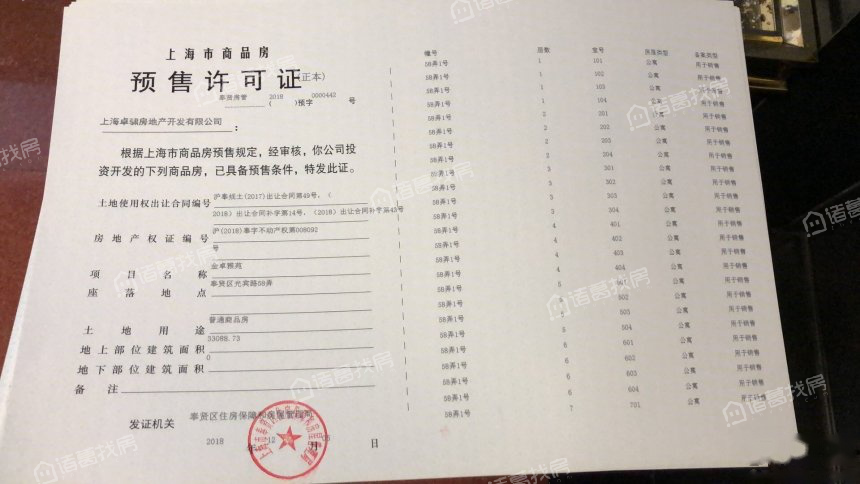 上海市商品房
预售许可证 (正本)
奉贤房管 ( 2018 )预字 0000442 号
上海卓骕房地产开发有限公司 :
根据上海市商品房预售规定，经审核，你公司投
资开发的下列商品房，已具备预售条件，特发此证。
土地使用权出让合同编号 沪奉规土(2017)出让合同第49号，(
2018) 出让合同补字第14号，(2018) 出让合同补字第43号
房地产权证编号 沪(2018)奉字不动产权第008092
号
项目名称 金卓雅苑
座落地点 奉贤区光宾路58弄
土地用途 普通商品房
地上部位建筑面积 33088.73
地下部位建筑面积 0
备注
发证机关 奉贤区住房保障和房屋管理局
2018 年 12 月 05 日
幢号 层数 室号 房屋类型 备案类型
58弄1号 1 101 公寓 用于销售
58弄1号 1 102 公寓 用于销售
58弄1号 1 103 公寓 用于销售
58弄1号 1 104 公寓 用于销售
58弄1号 2 201 公寓 用于销售
58弄1号 2 202 公寓 用于销售
58弄1号 2 203 公寓 用于销售
58弄1号 2 204 公寓 用于销售
58弄1号 3 301 公寓 用于销售
58弄1号 3 302 公寓 用于销售
58弄1号 3 303 公寓 用于销售
58弄1号 3 304 公寓 用于销售
58弄1号 4 401 公寓 用于销售
58弄1号 4 402 公寓 用于销售
58弄1号 4 403 公寓 用于销售
58弄1号 4 404 公寓 用于销售
58弄1号 5 501 公寓 用于销售
58弄1号 5 502 公寓 用于销售
58弄1号 5 503 公寓 用于销售
58弄1号 5 504 公寓 用于销售
58弄1号 6 601 公寓 用于销售
58弄1号 6 602 公寓 用于销售
58弄1号 6 603 公寓 用于销售
58弄1号 6 604 公寓 用于销售
58弄1号 7 701 公寓 用于销售
诸葛找房